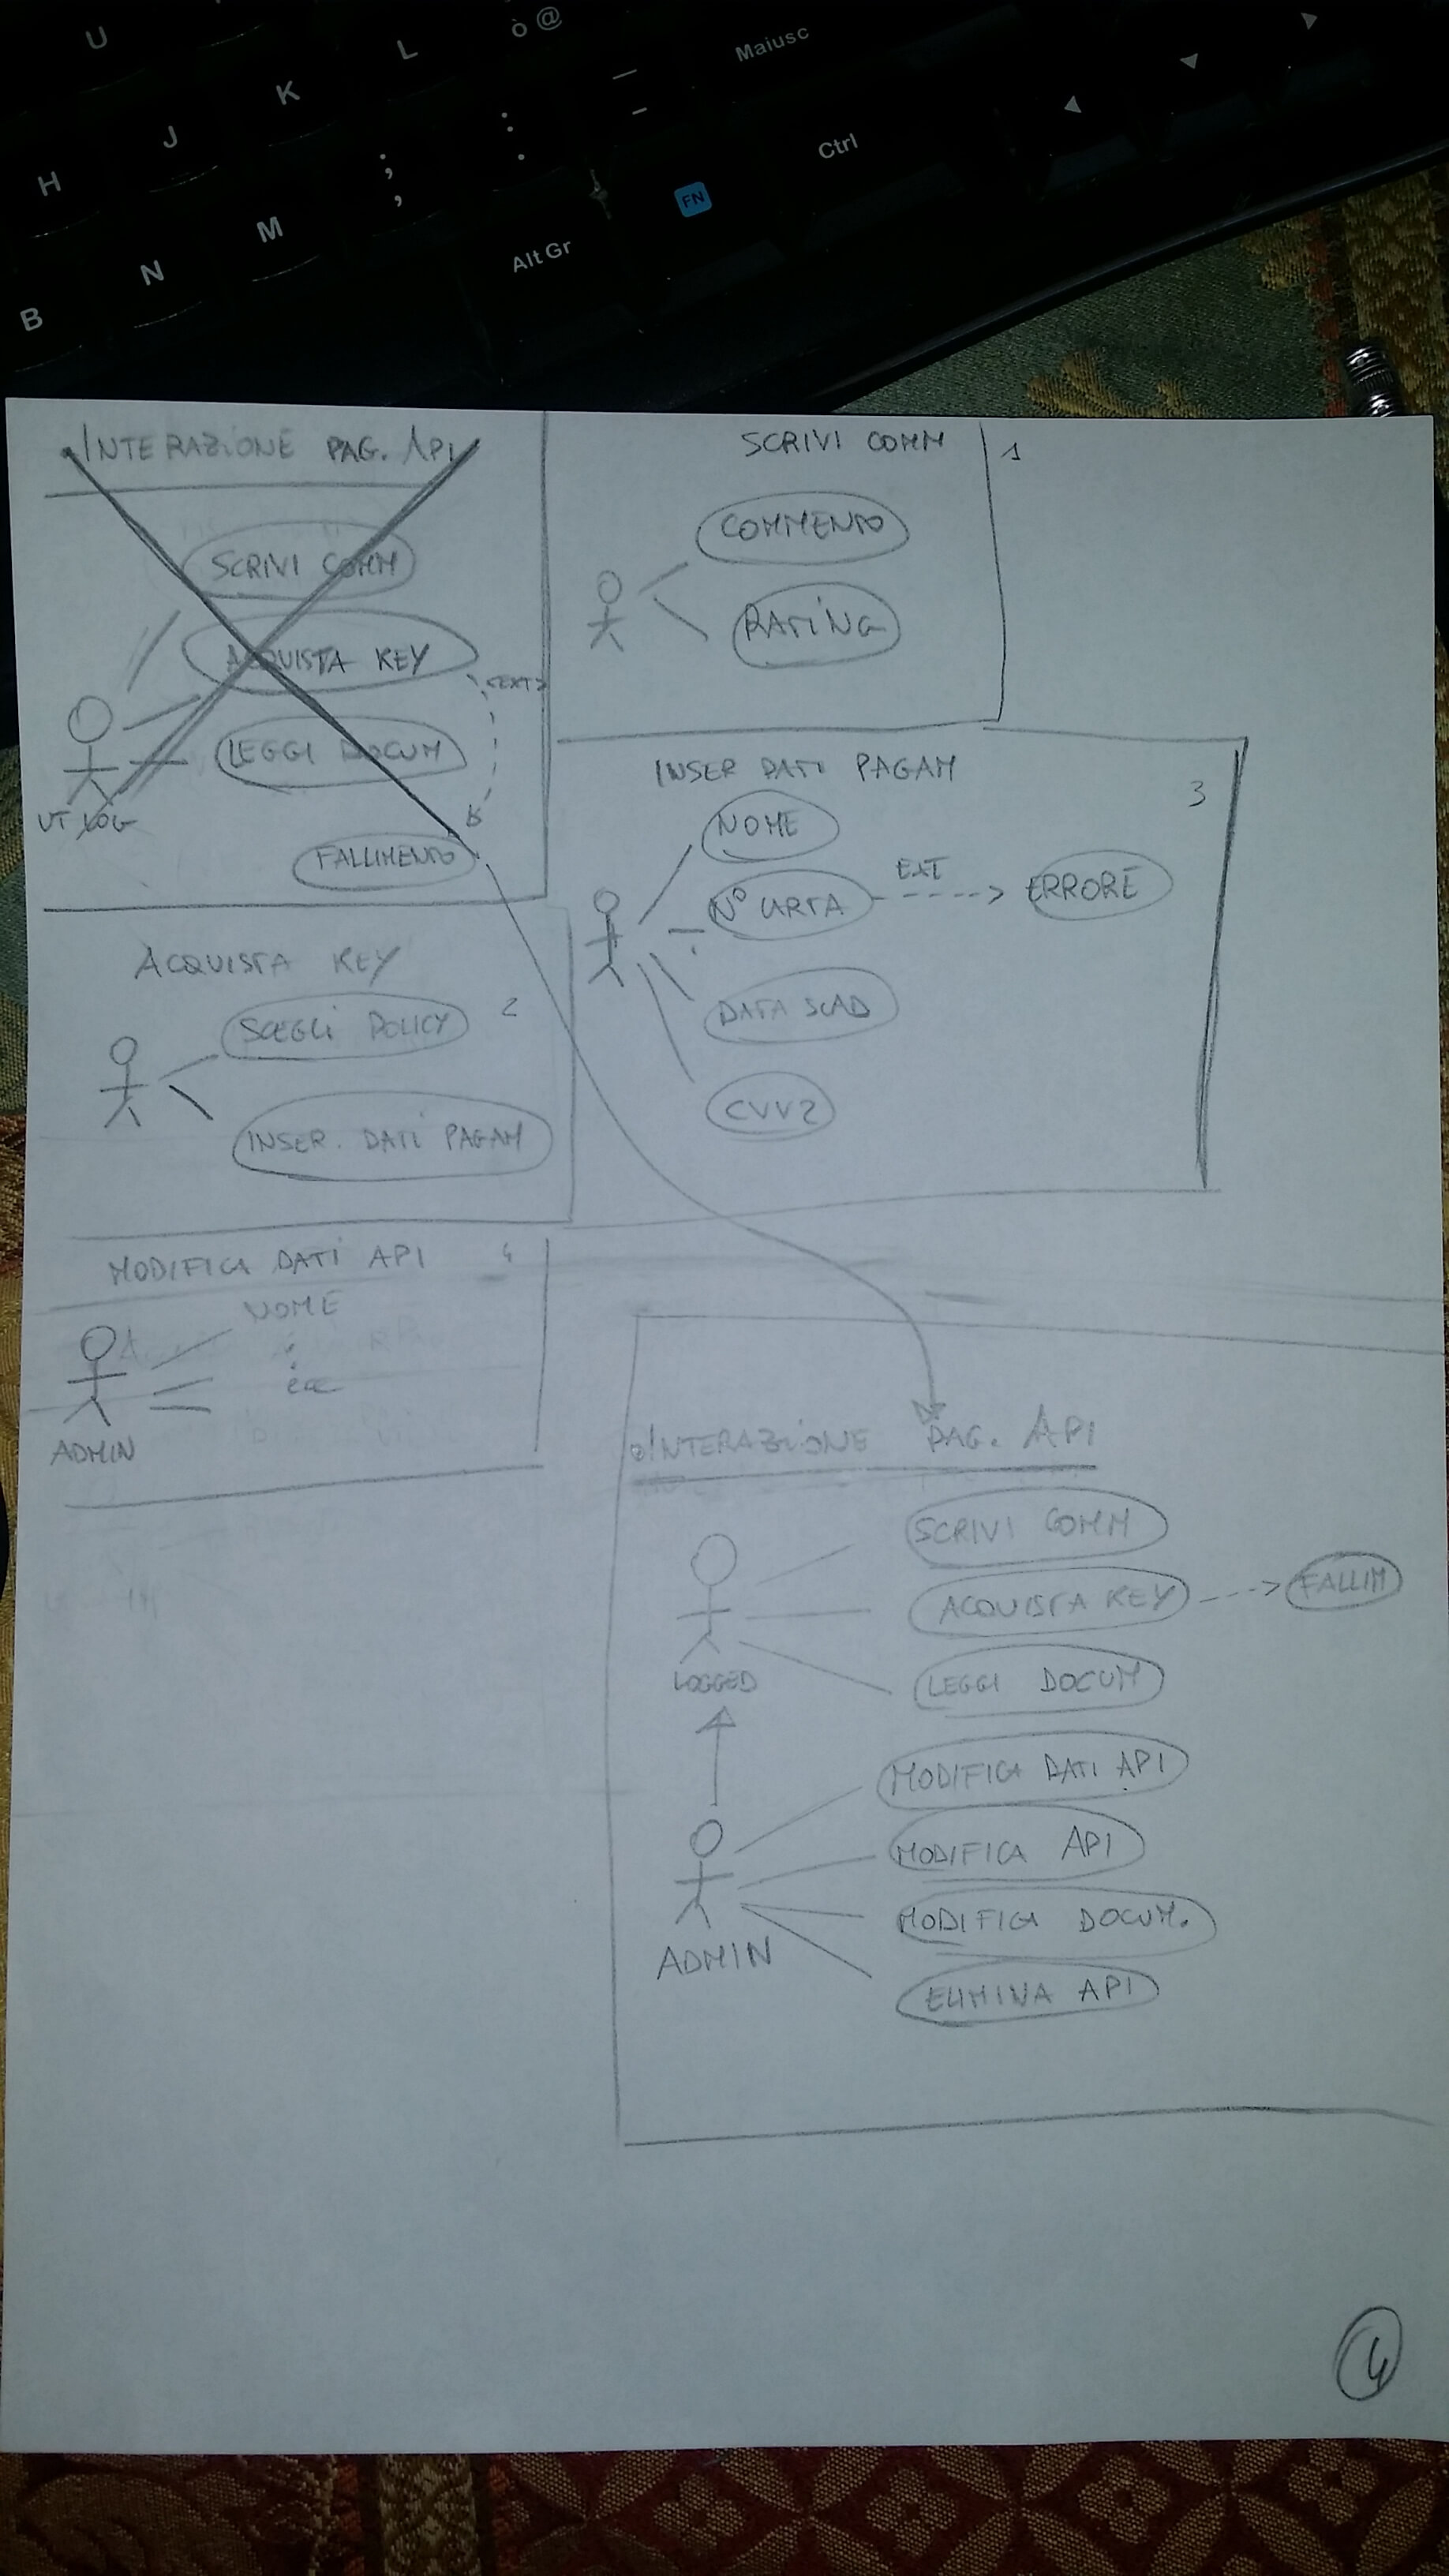 U
L
ò @
Maiusc
H
J
K
:
.
_
-
Ctrl
B
N
M
;
,
Alt Gr
FN
INTERAZIONE PAG. API
SCRIVI COMM
ACQUISTA KEY
<EXT>
LEGGI DOCUM
UT LOG
FALLIMENTO
SCRIVI COMM
1
COMMENTO
RATING
INSER DATI PAGAM
3
NOME
N° CARTA
EXT
ERRORE
DATA SCAD
CVV2
ACQUISTA KEY
2
SCEGLI POLICY
INSER. DATI PAGAM
MODIFICA DATI API
4
NOME
ecc
ADMIN
INTERAZIONE PAG. API
SCRIVI COMM
ACQUISTA KEY
FALLIM
LEGGI DOCUM
LOGGED
MODIFICA DATI API
MODIFICA API
MODIFICA DOCUM.
ELIMINA API
ADMIN
4